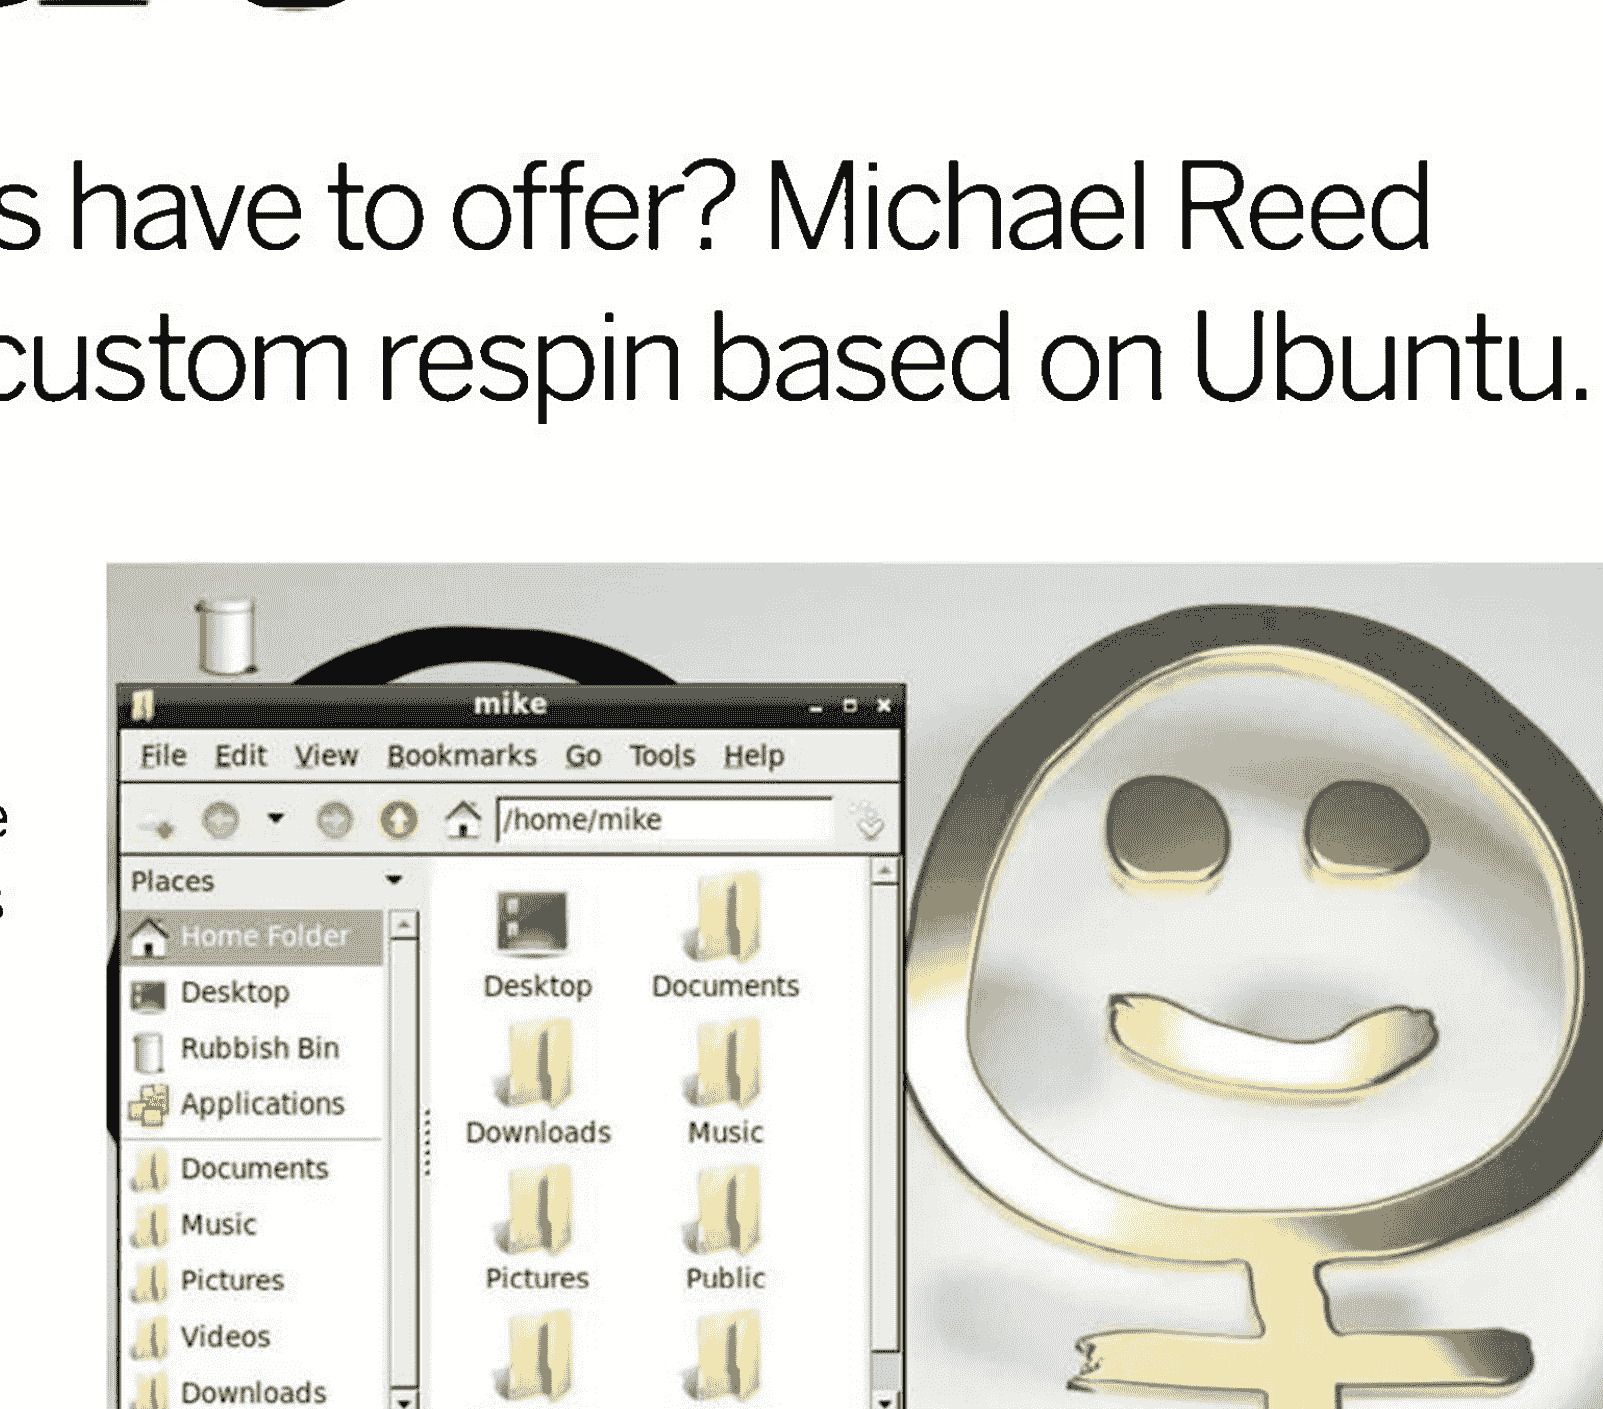 s have to offer? Michael Reed
custom respin based on Ubuntu.
e
s
mike
File Edit View Bookmarks Go Tools Help
/home/mike
Places
Home Folder
Desktop
Rubbish Bin
Applications
Documents
Music
Pictures
Videos
Downloads
Desktop Documents
Downloads Music
Pictures Public